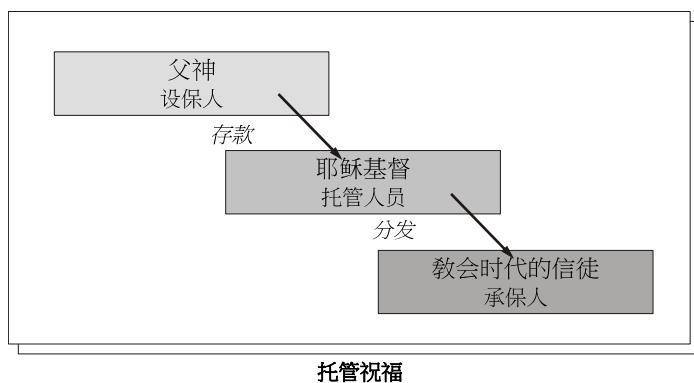 父神
设保人
存款
耶稣基督
托管人员
分发
教会时代的信徒
承保人
托管祝福